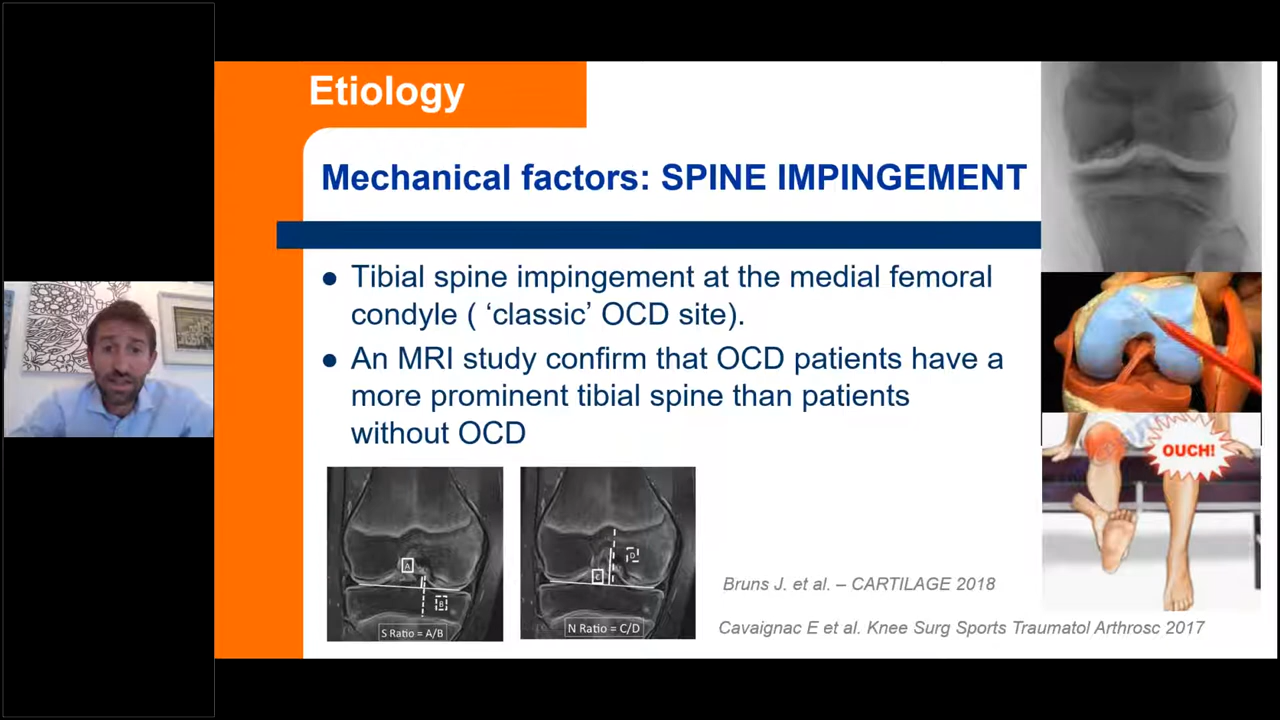 Etiology
Mechanical factors: SPINE IMPINGEMENT
● Tibial spine impingement at the medial femoral
condyle ( ‘classic’ OCD site).
● An MRI study confirm that OCD patients have a
more prominent tibial spine than patients
without OCD
OUCH!
A
B
S Ratio = A/B
C
D
N Ratio = C/D
Bruns J. et al. – CARTILAGE 2018
Cavaignac E et al. Knee Surg Sports Traumatol Arthrosc 2017